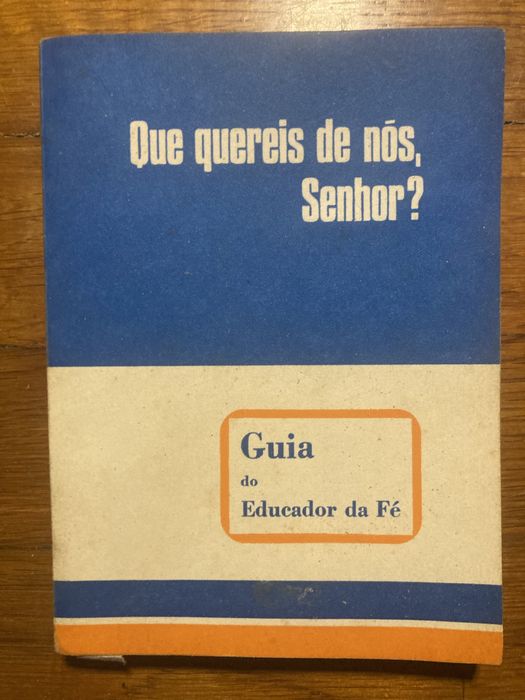 Que quereis de nós,
Senhor?
Guia
do
Educador da Fé